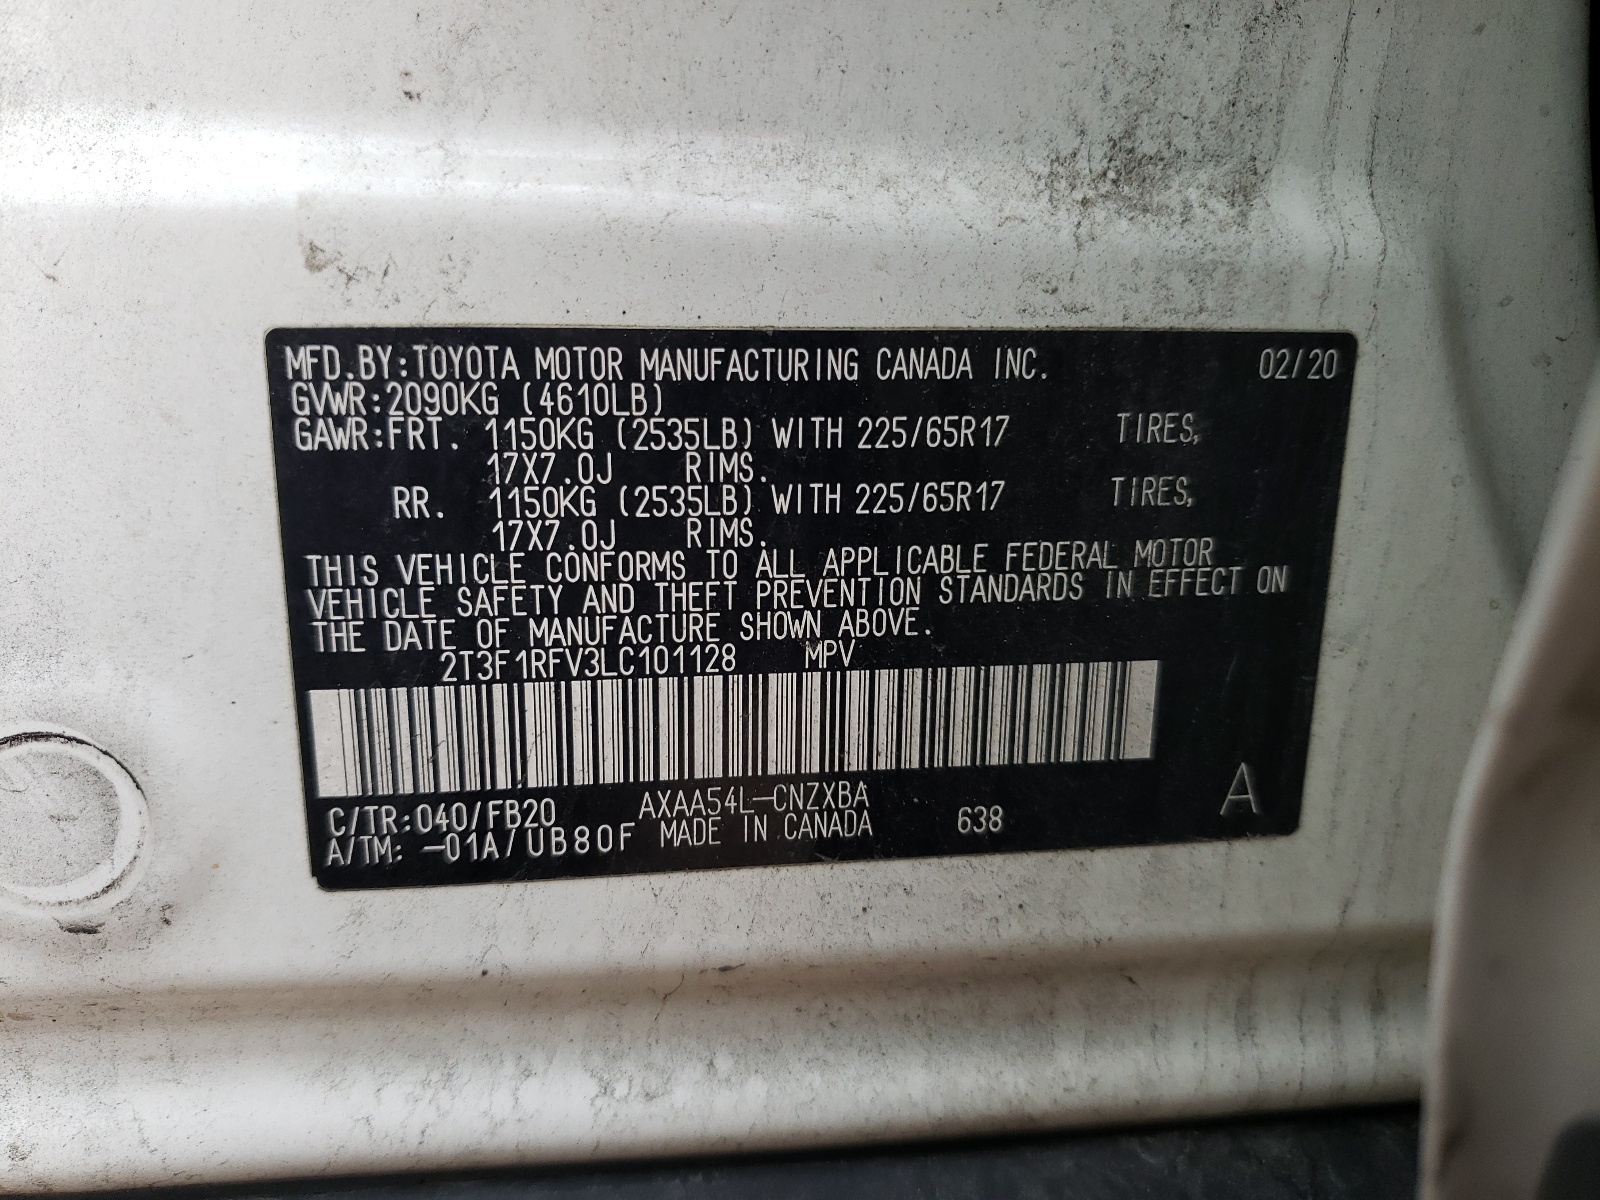 MFD.BY:TOYOTA MOTOR MANUFACTURING CANADA INC. 02/20
GVWR:2090KG (4610LB)
GAWR:FRT. 1150KG (2535LB) WITH 225/65R17 TIRES,
17X7.0J RIMS.
RR. 1150KG (2535LB) WITH 225/65R17 TIRES,
17X7.0J RIMS.
THIS VEHICLE CONFORMS TO ALL APPLICABLE FEDERAL MOTOR
VEHICLE SAFETY AND THEFT PREVENTION STANDARDS IN EFFECT ON
THE DATE OF MANUFACTURE SHOWN ABOVE.
2T3F1RFV3LC101128 MPV
C/TR:040/FB20 AXAA54L-CNZXBA A
A/TM: -01A/UB80F MADE IN CANADA 638